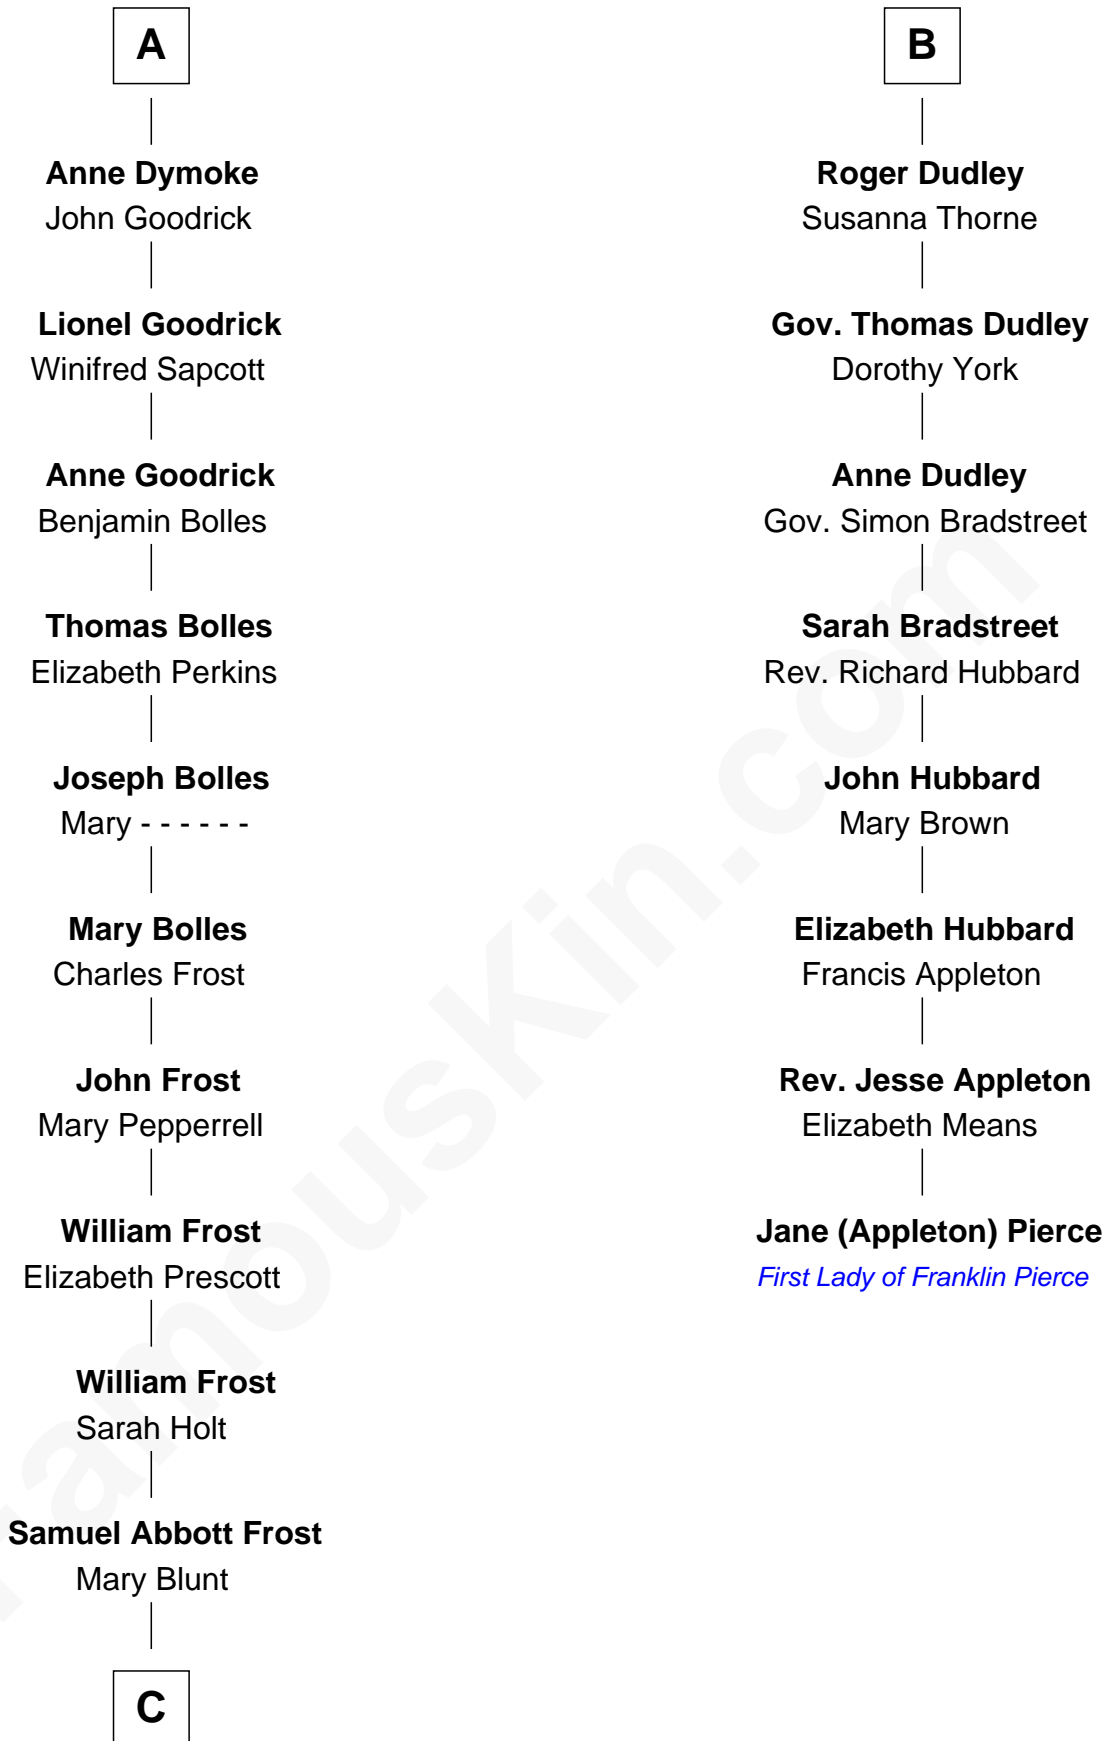 A
Anne Dymoke
John Goodrick
Lionel Goodrick
Winifred Sapcott
Anne Goodrick
Benjamin Bolles
Thomas Bolles
Elizabeth Perkins
Joseph Bolles
Mary - - - - - -
Mary Bolles
Charles Frost
John Frost
Mary Pepperrell
William Frost
Elizabeth Prescott
William Frost
Sarah Holt
Samuel Abbott Frost
Mary Blunt
C
B
Roger Dudley
Susanna Thorne
Gov. Thomas Dudley
Dorothy York
Anne Dudley
Gov. Simon Bradstreet
Sarah Bradstreet
Rev. Richard Hubbard
John Hubbard
Mary Brown
Elizabeth Hubbard
Francis Appleton
Rev. Jesse Appleton
Elizabeth Means
Jane (Appleton) Pierce
First Lady of Franklin Pierce
FamousKin.com